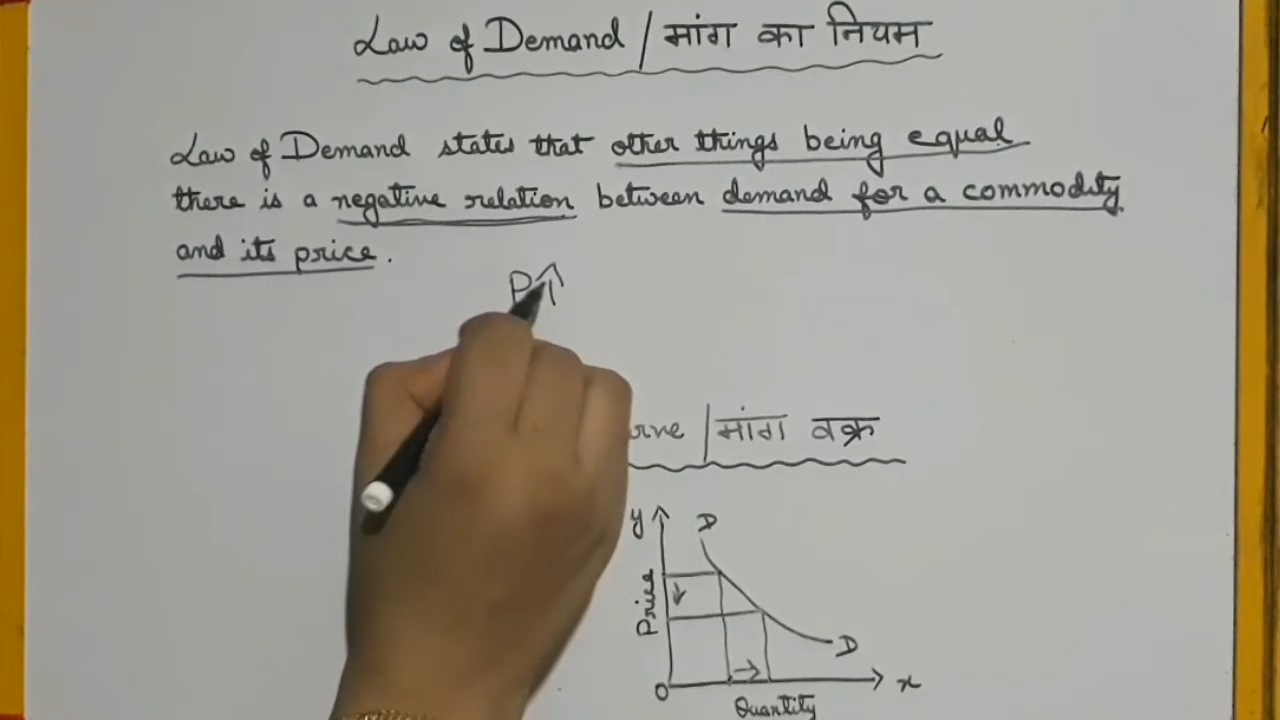 Law of Demand / मांग का नियम
Law of Demand states that other things being equal
there is a negative relation between demand for a commodity
and its price.
P↑
/ मांग वक्र
y
D
Price
D
0
x
Quantity